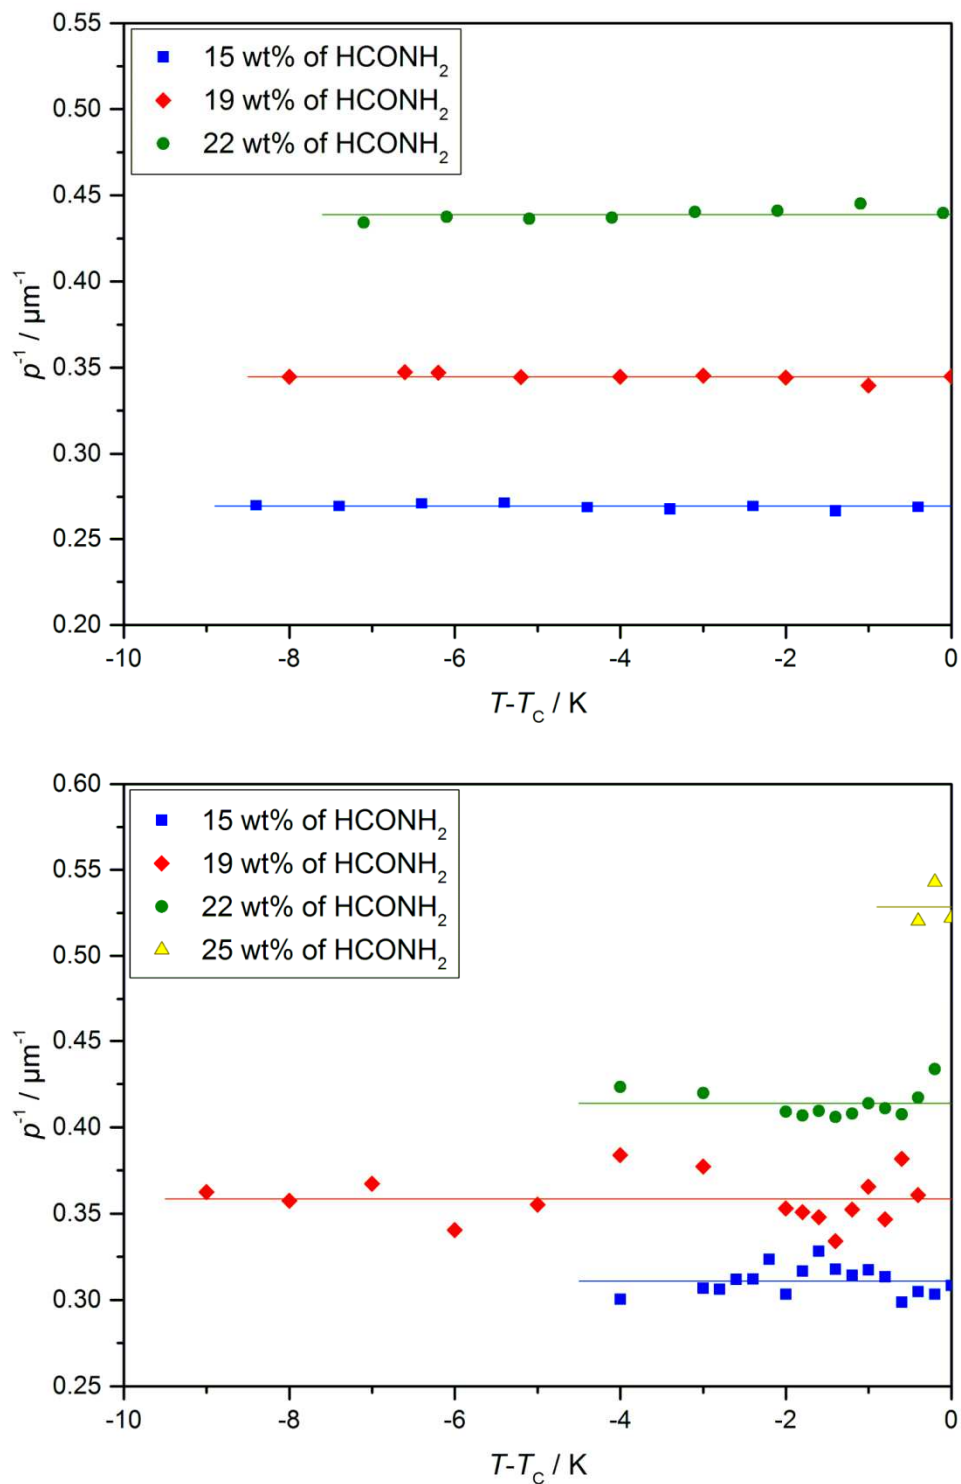 0.55
0.50
0.45
0.40
0.35
0.30
0.25
0.20
p⁻¹ / µm⁻¹
15 wt% of HCONH₂
19 wt% of HCONH₂
22 wt% of HCONH₂
-10 -8 -6 -4 -2 0
T-T_C / K
0.60
0.55
0.50
0.45
0.40
0.35
0.30
0.25
p⁻¹ / µm⁻¹
15 wt% of HCONH₂
19 wt% of HCONH₂
22 wt% of HCONH₂
25 wt% of HCONH₂
-10 -8 -6 -4 -2 0
T-T_C / K